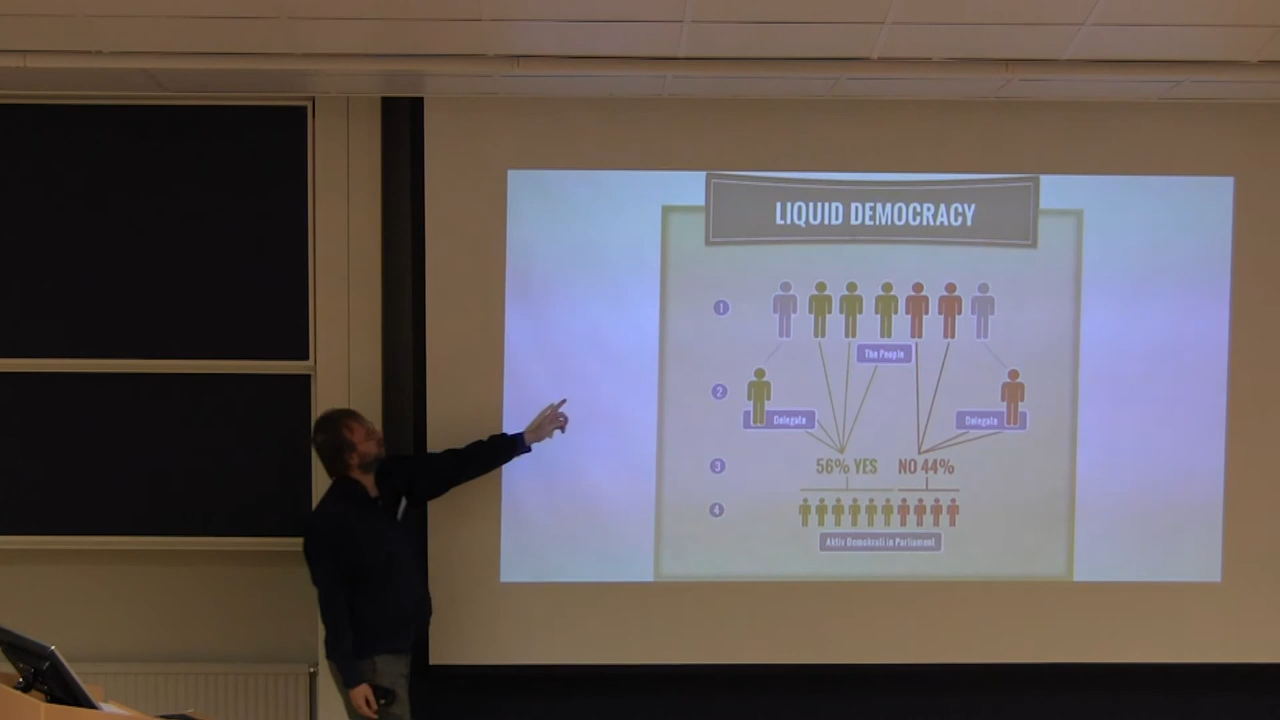 LIQUID DEMOCRACY
1
The People
2
Delegate
Delegate
3
56% YES
NO 44%
4
Aktiv Demokrati in Parliament